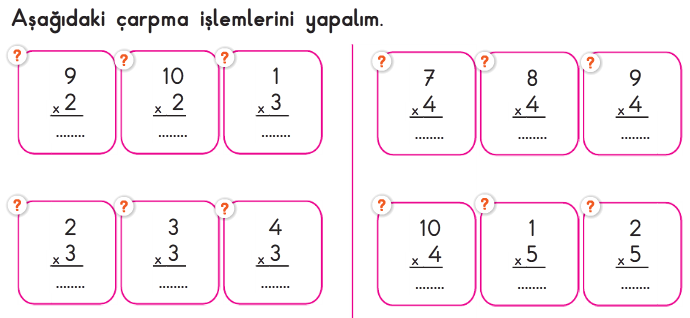 Aşağıdaki çarpma işlemlerini yapalım.
? ? ?
9 10 1
x 2 x 2 x 3
........ ........ ........
? ? ?
2 3 4
x 3 x 3 x 3
........ ........ ........
? ? ?
7 8 9
x 4 x 4 x 4
........ ........ ........
? ? ?
10 1 2
x 4 x 5 x 5
........ ........ ........